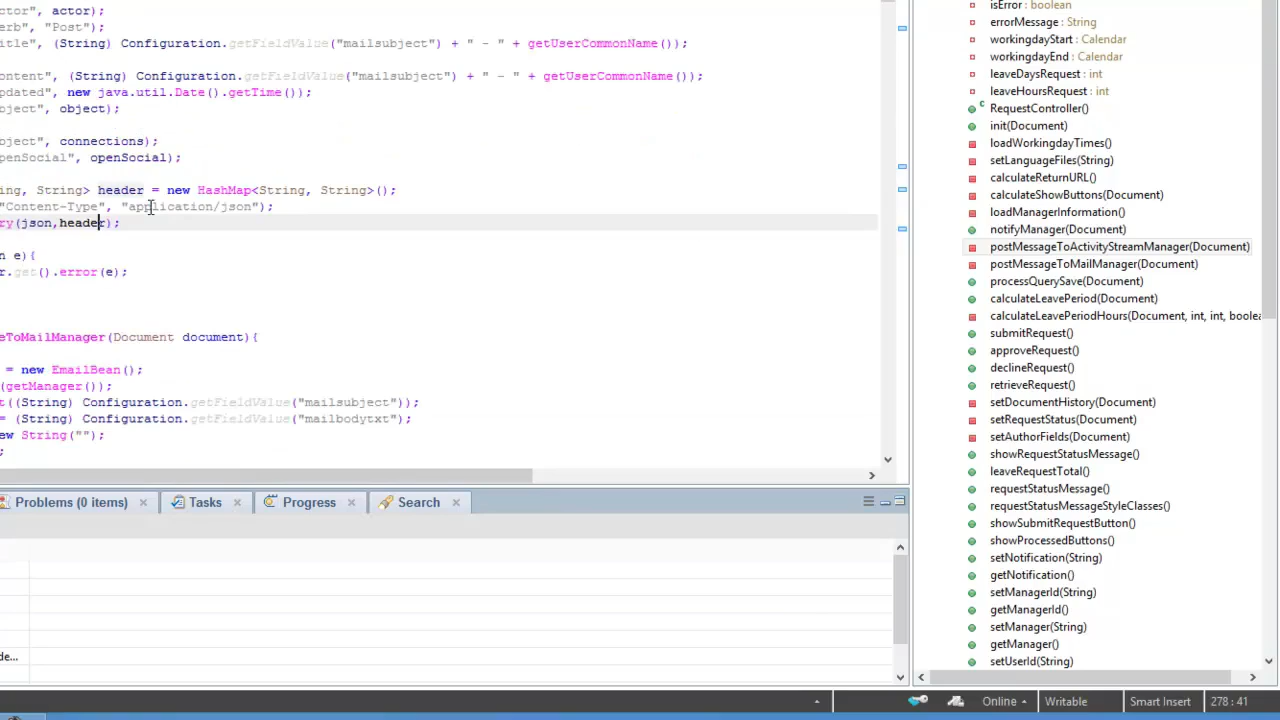 ctor", actor);
erb", "Post");
itle", (String) Configuration.getFieldValue("mailsubject") + " - " + getUserCommonName());
ontent", (String) Configuration.getFieldValue("mailsubject") + " - " + getUserCommonName());
pdated", new java.util.Date().getTime());
bject", object);
bject", connections);
penSocial", openSocial);
ing, String> header = new HashMap<String, String>();
"Content-Type", "application/json");
ry(json,header);
n e){
r.get().error(e);
eToMailManager(Document document){
= new EmailBean();
(getManager());
t((String) Configuration.getFieldValue("mailsubject"));
= (String) Configuration.getFieldValue("mailbodytxt");
ew String("");
;
Problems (0 items)
Tasks
Progress
Search
de...
isError : boolean
errorMessage : String
workingdayStart : Calendar
workingdayEnd : Calendar
leaveDaysRequest : int
leaveHoursRequest : int
RequestController()
init(Document)
loadWorkingdayTimes()
setLanguageFiles(String)
calculateReturnURL()
calculateShowButtons(Document)
loadManagerInformation()
notifyManager(Document)
postMessageToActivityStreamManager(Document)
postMessageToMailManager(Document)
processQuerySave(Document)
calculateLeavePeriod(Document)
calculateLeavePeriodHours(Document, int, int, boolea
submitRequest()
approveRequest()
declineRequest()
retrieveRequest()
setDocumentHistory(Document)
setRequestStatus(Document)
setAuthorFields(Document)
showRequestStatusMessage()
leaveRequestTotal()
requestStatusMessage()
requestStatusMessageStyleClasses()
showSubmitRequestButton()
showProcessedButtons()
setNotification(String)
getNotification()
setManagerId(String)
getManagerId()
setManager(String)
getManager()
setUserId(String)
Online
Writable
Smart Insert
278 : 41